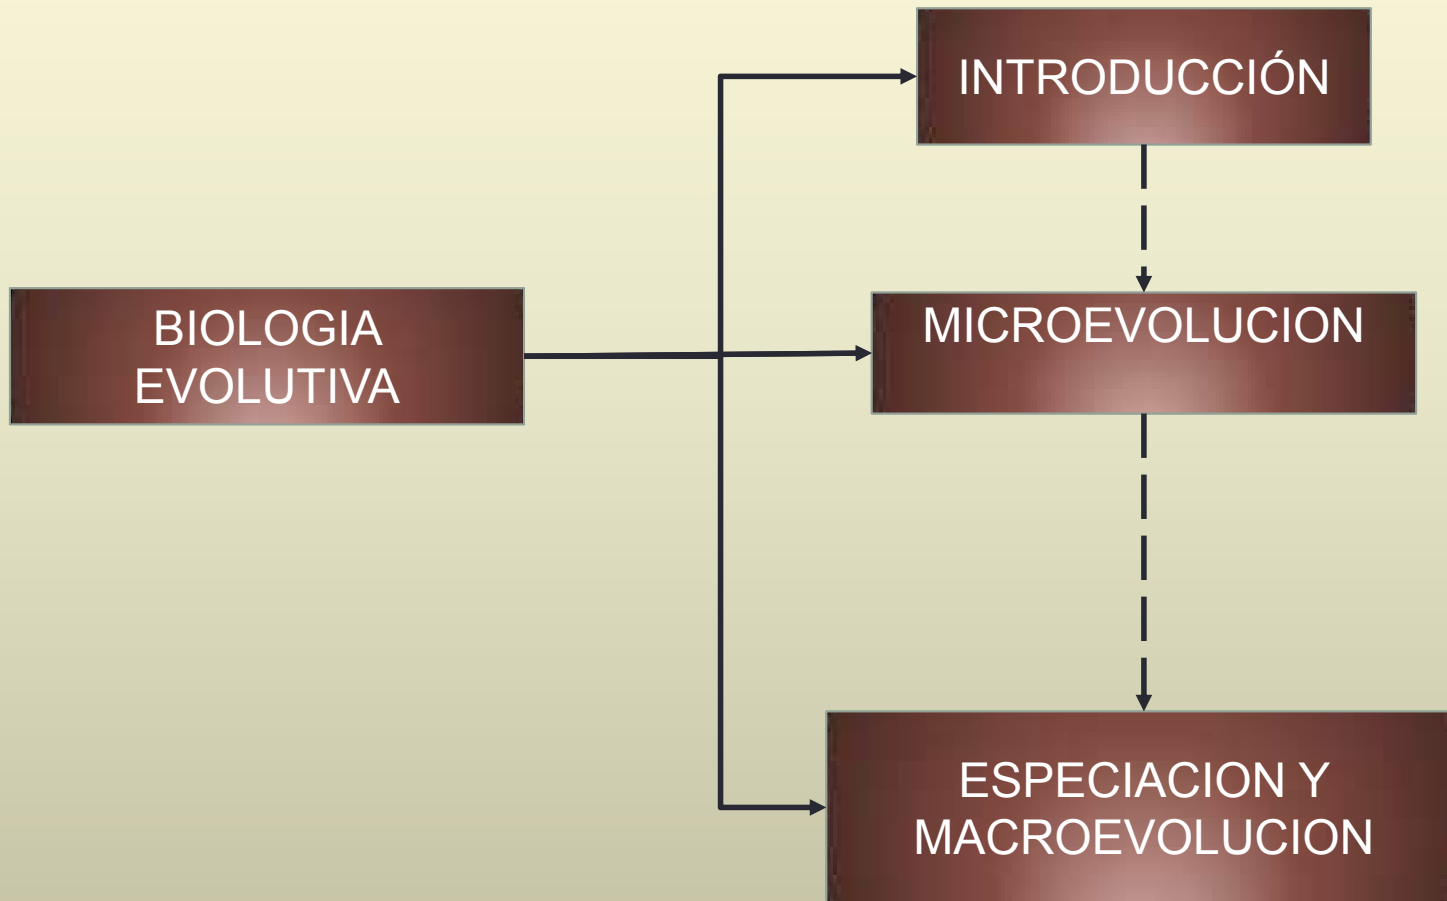 INTRODUCCIÓN
BIOLOGIA
EVOLUTIVA
MICROEVOLUCION
ESPECIACION Y
MACROEVOLUCION